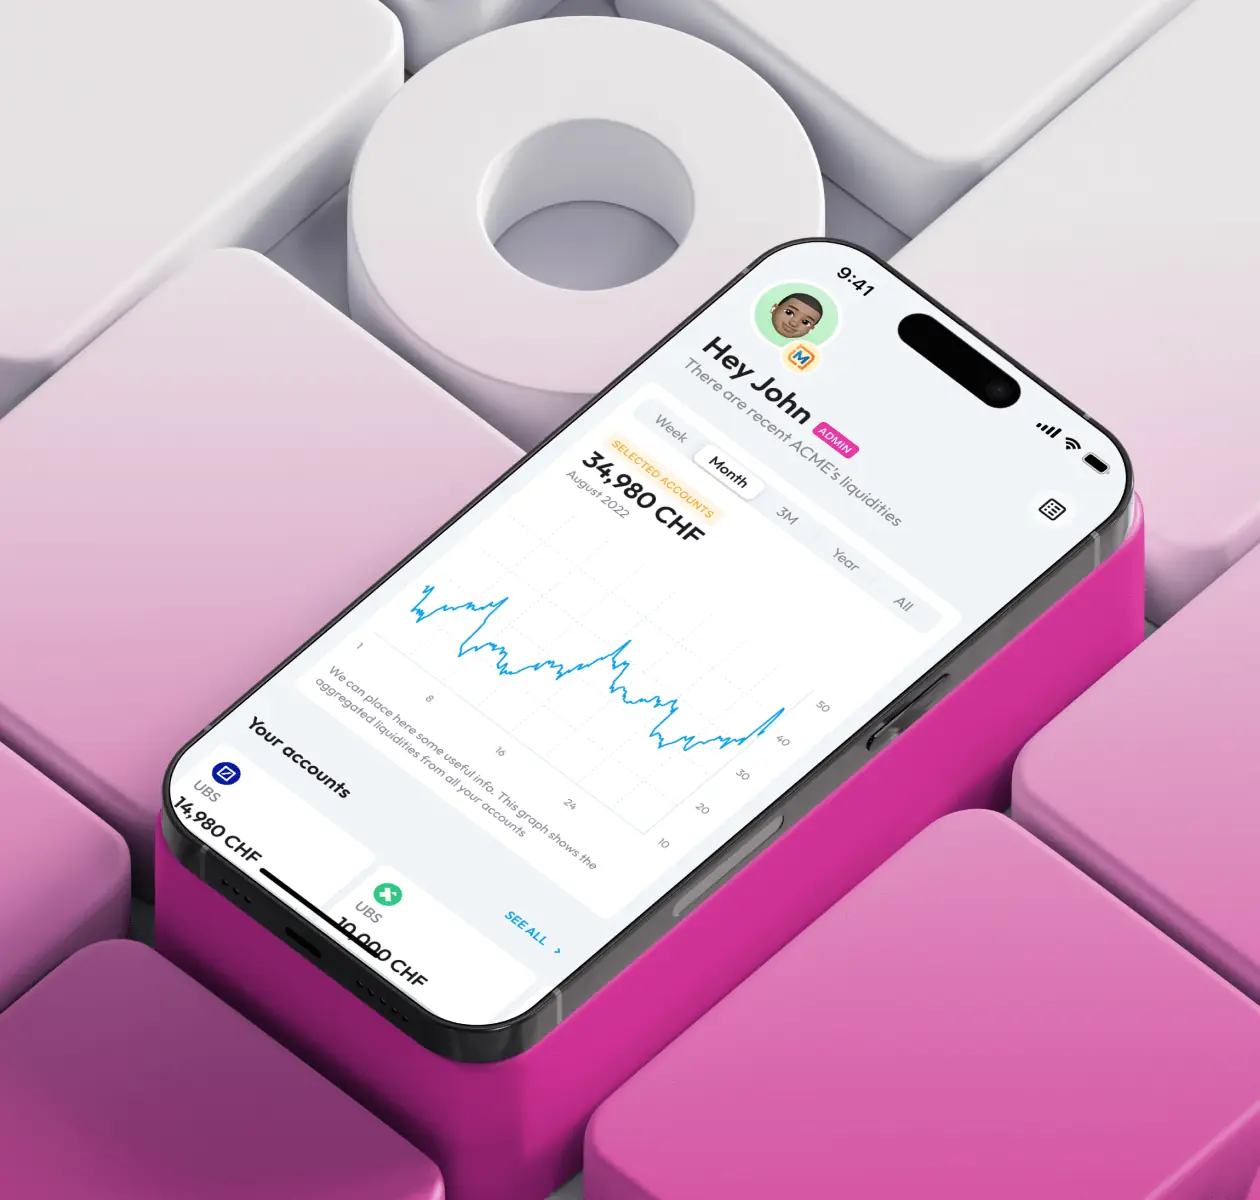 9:41
M
Hey John ADMIN
There are recent ACME's liquidities
Week Month 3M Year All
SELECTED ACCOUNTS
34,980 CHF
August 2022
50
40
30
20
10
1 8 16 24
We can place here some useful info. This graph shows the
aggregated liquidities from all your accounts
Your accounts
SEE ALL ›
UBS
14,980 CHF
UBS
10,000 CHF